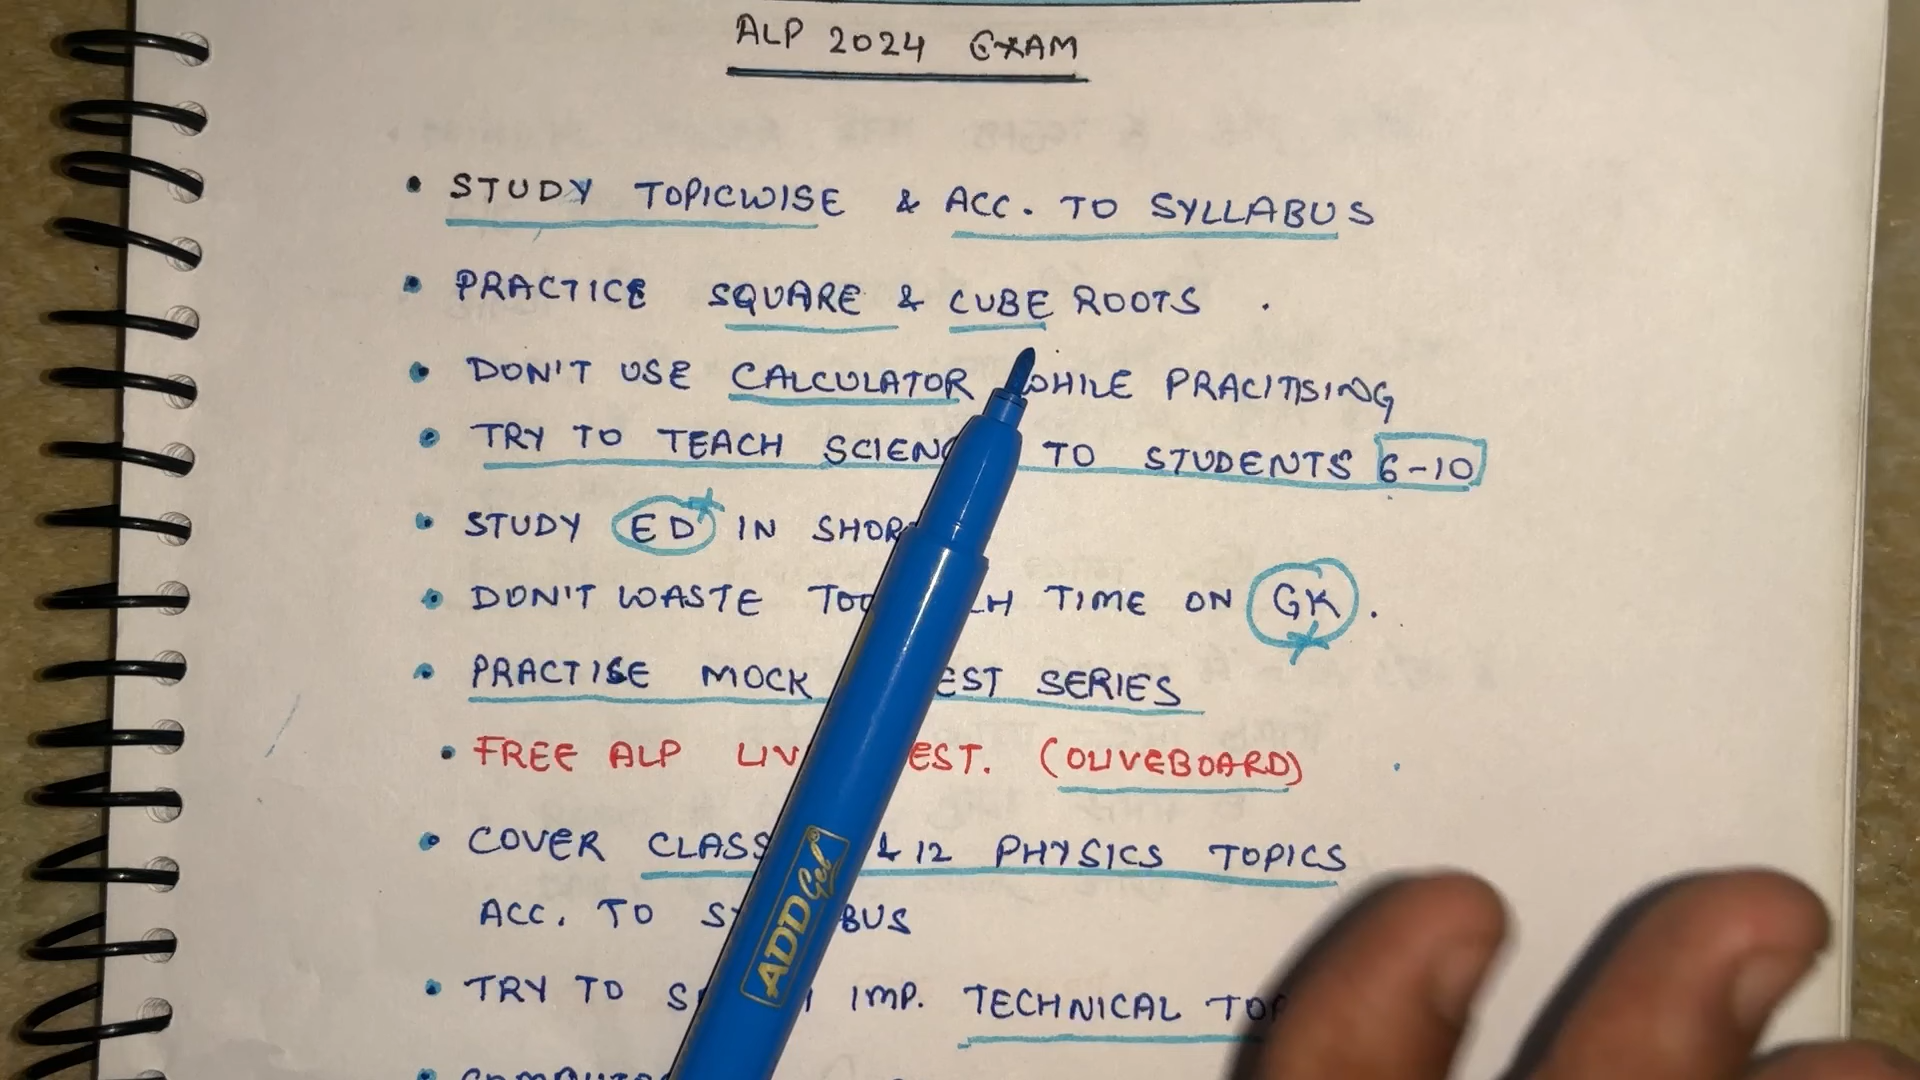 ALP 2024 EXAM
• STUDY TOPICWISE & ACC. TO SYLLABUS
• PRACTICE SQUARE & CUBE ROOTS .
• DON'T USE CALCULATOR WHILE PRACITISING
• TRY TO TEACH TO STUDENTS 6-10
• STUDY ED IN
• DON'T WASTE TIME ON GK .
• PRACTISE MOCK SERIES
• FREE ALP (OLIVEBOARD)
• COVER & 12 PHYSICS TOPICS
ACC. TO
• TRY TO IMP. TECHNICAL
ADD Gel